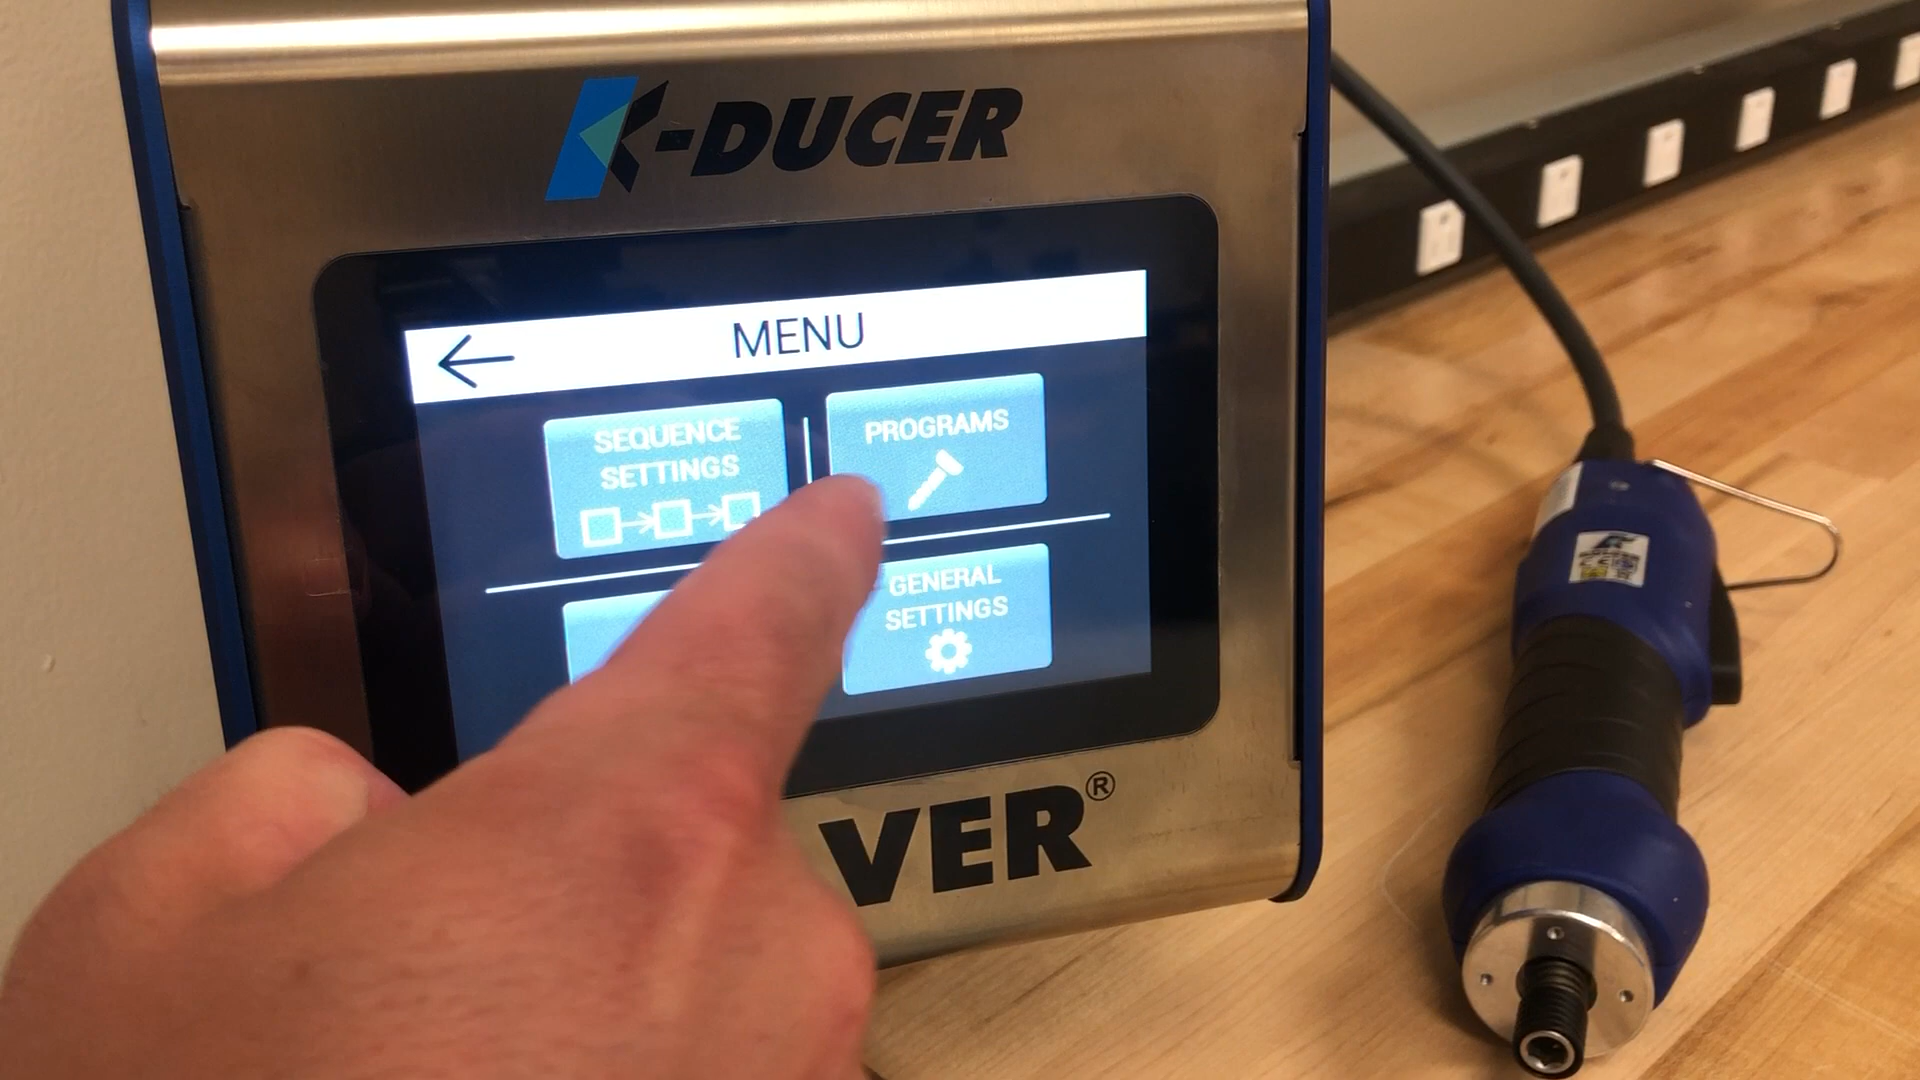 K-DUCER
MENU
SEQUENCE
SETTINGS
PROGRAMS
GENERAL
SETTINGS
VER®